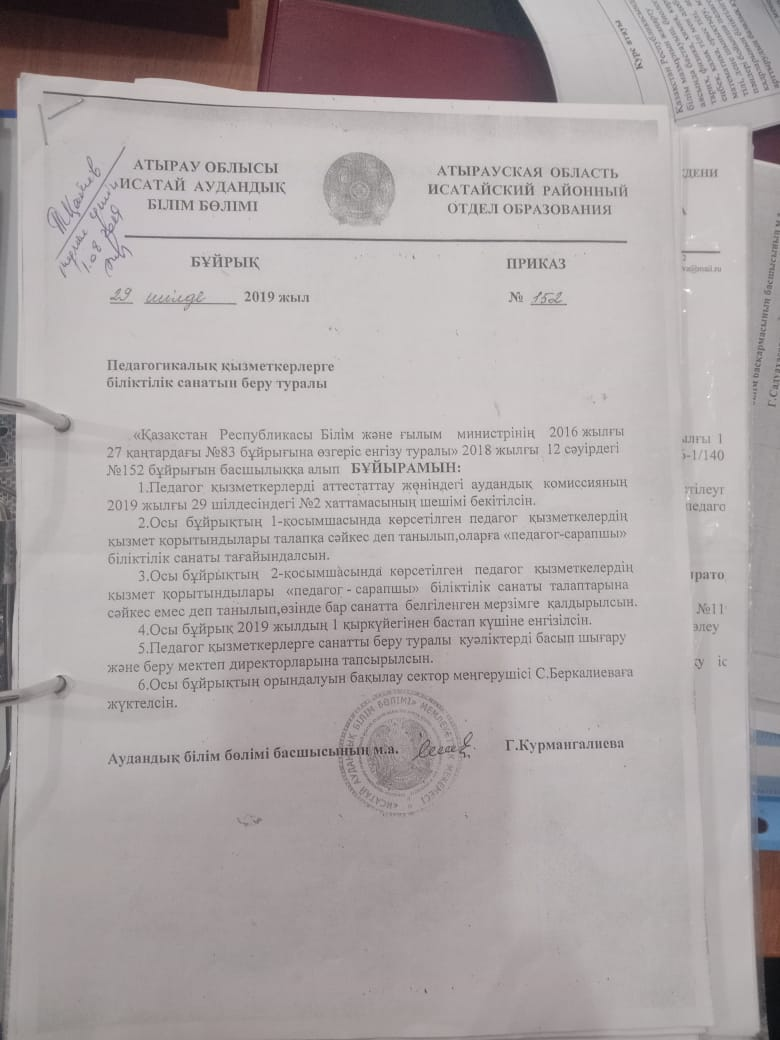 АТЫРАУ ОБЛЫСЫ
ИСАТАЙ АУДАНДЫҚ
БІЛІМ БӨЛІМІ
АТЫРАУСКАЯ ОБЛАСТЬ
ИСАТАЙСКИЙ РАЙОННЫЙ
ОТДЕЛ ОБРАЗОВАНИЯ
БҰЙРЫҚ
ПРИКАЗ
29 шілде 2019 жыл
№ 152
Педагогикалық қызметкерлерге
біліктілік санатын беру туралы
«Қазақстан Республикасы Білім және ғылым министрінің 2016 жылғы
27 қаңтардағы №83 бұйрығына өзгеріс енгізу туралы» 2018 жылғы 12 сәуірдегі
№152 бұйрығын басшылыққа алып БҰЙЫРАМЫН:
1.Педагог қызметкерлерді аттестаттау жөніндегі аудандық комиссияның
2019 жылғы 29 шілдесіндегі №2 хаттамасының шешімі бекітілсін.
2.Осы бұйрықтың 1-қосымшасында көрсетілген педагог қызметкелердің
қызмет қорытындылары талапқа сәйкес деп танылып,оларға «педагог-сарапшы»
біліктілік санаты тағайындалсын.
3.Осы бұйрықтың 2-қосымшасында көрсетілген педагог қызметкелердің
қызмет қорытындылары «педагог - сарапшы» біліктілік санаты талаптарына
сәйкес емес деп танылып,өзінде бар санатта белгіленген мерзімге қалдырылсын.
4.Осы бұйрық 2019 жылдың 1 қыркүйегінен бастап күшіне енгізілсін.
5.Педагог қызметкерлерге санатты беру туралы куәліктерді басып шығару
және беру мектеп директорларына тапсырылсын.
6.Осы бұйрықтың орындалуын бақылау сектор меңгерушісі С.Беркалиеваға
жүктелсін.
Аудандық білім бөлімі басшысының м.а.
Г.Курмангалиева